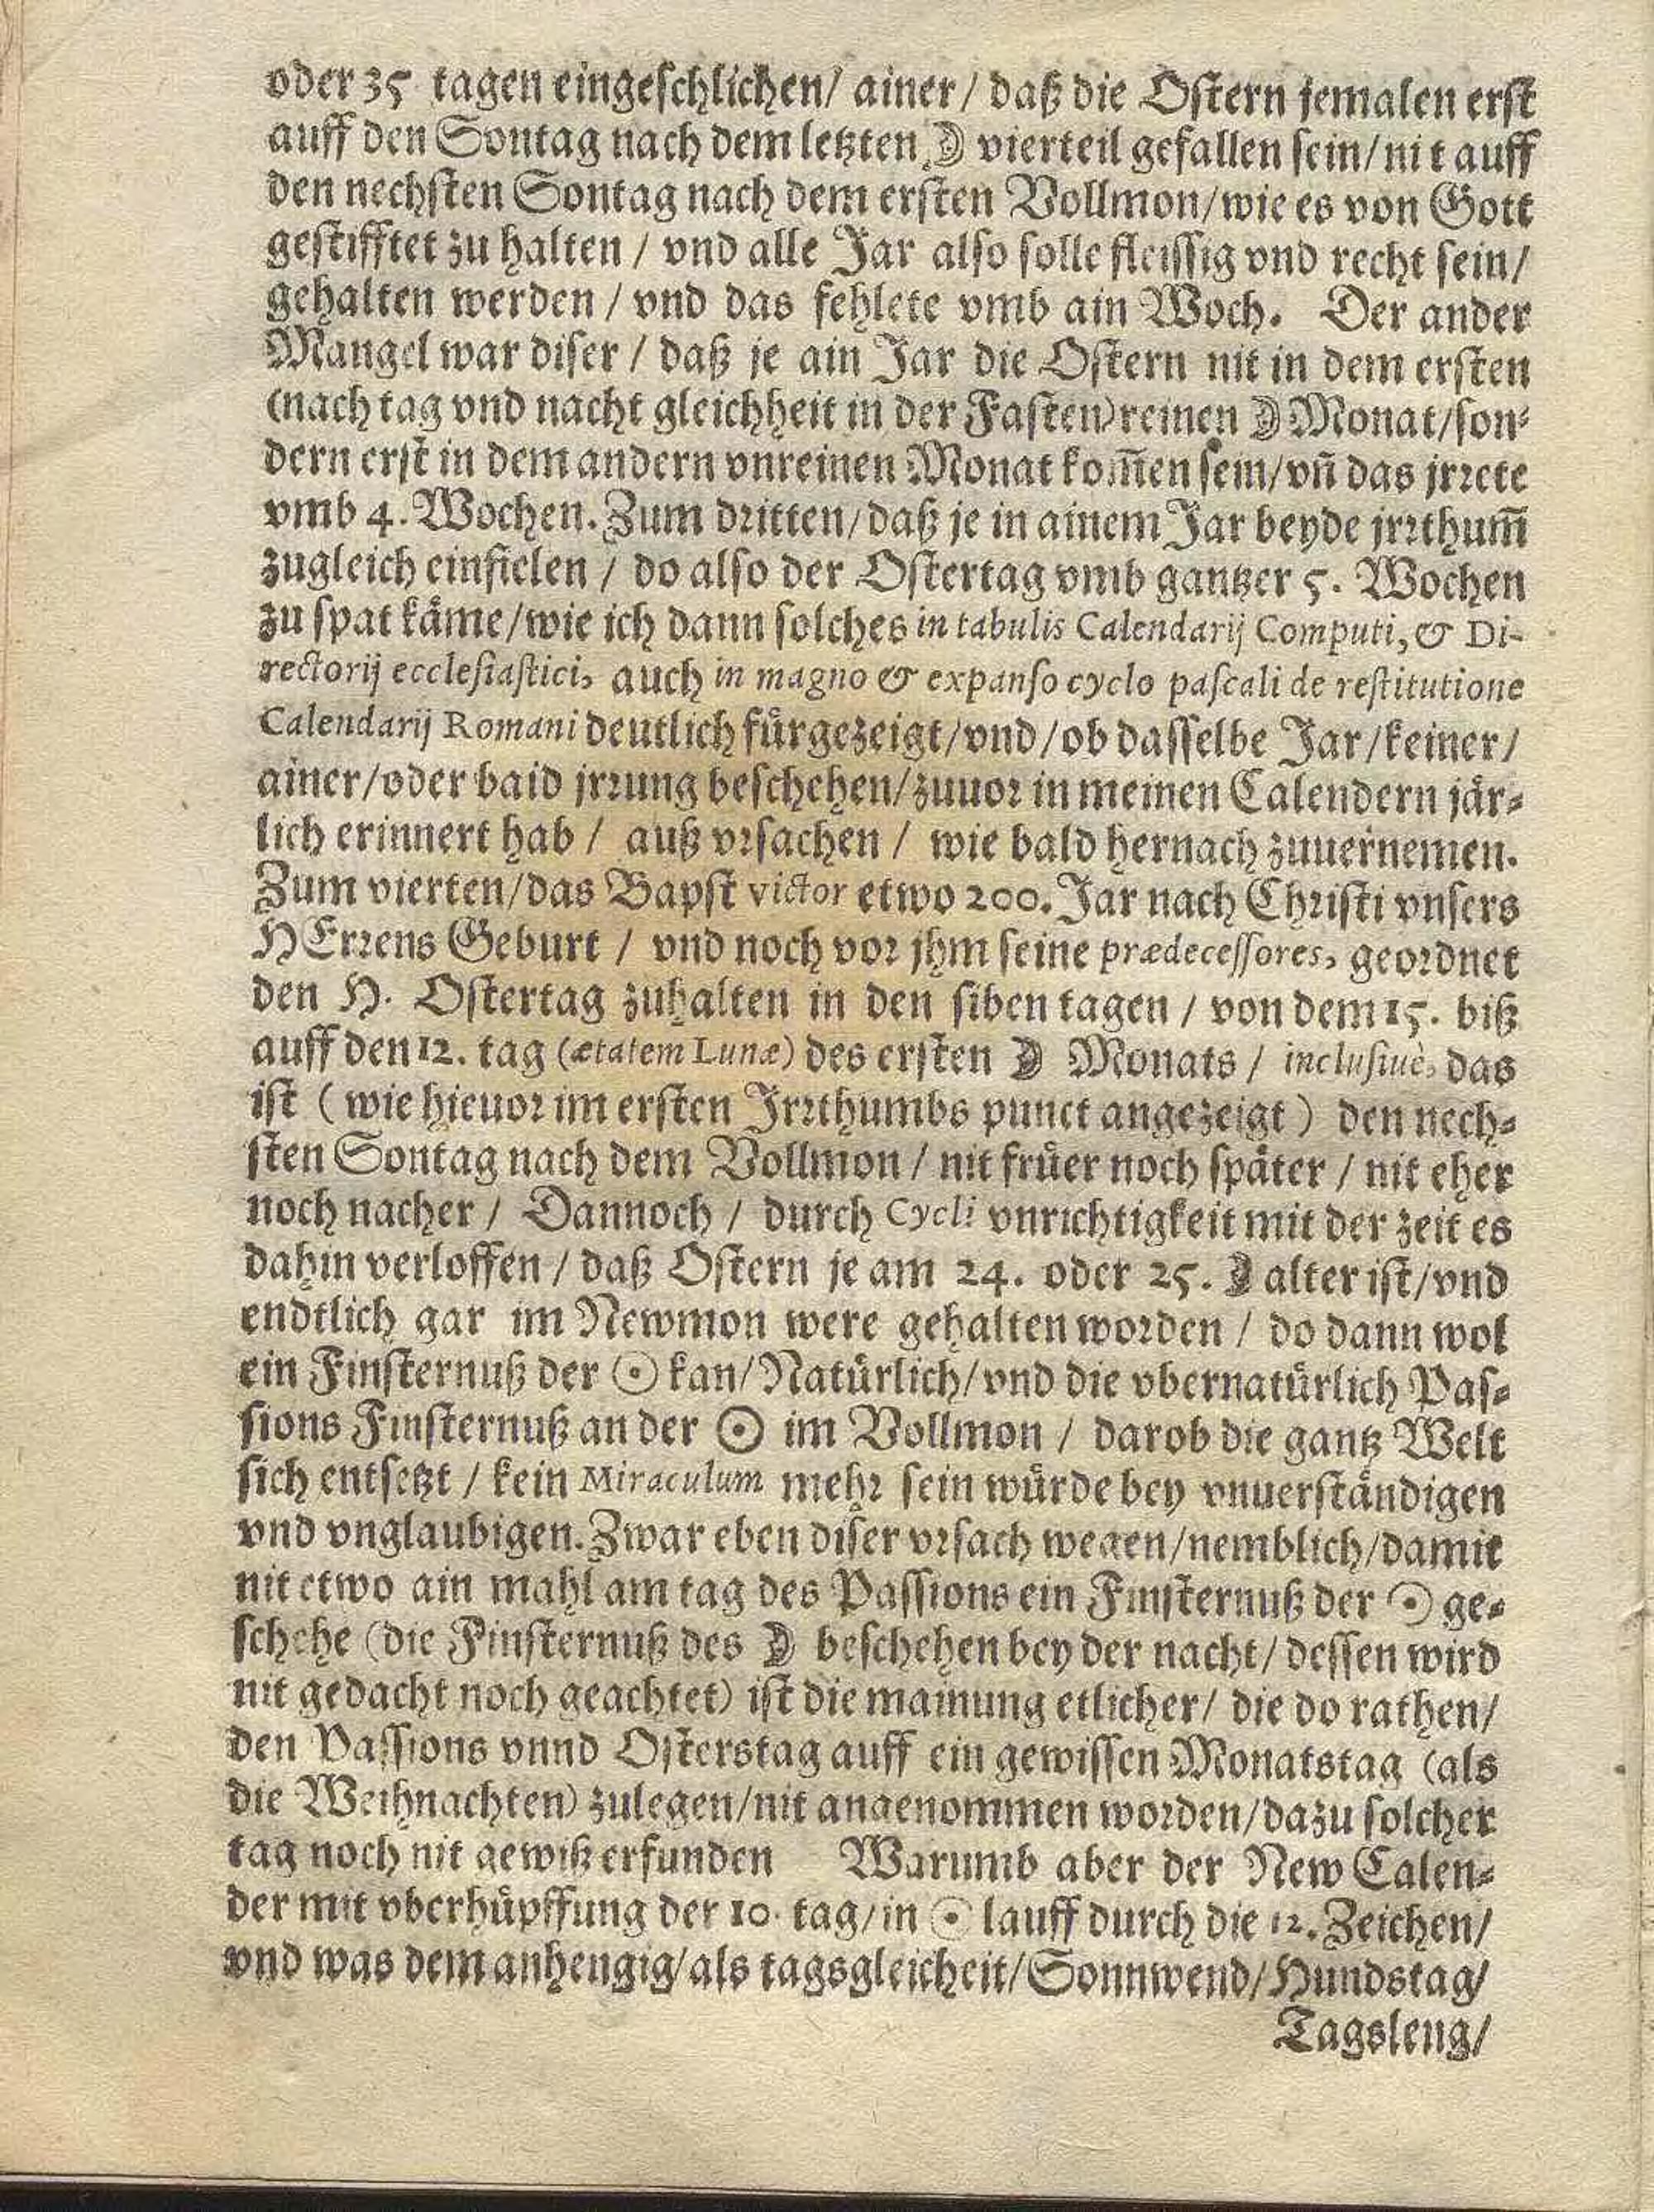 oder 35 tagen eingeschlichen/ ainer/ daß die Ostern jemalen erst
auff den Sontag nach dem letzten ☽ vierteil gefallen sein/ nit auff
den nechsten Sontag nach dem ersten Vollmon/ wie es von Gott
gestifftet zu halten / vnd alle Jar also solle fleissig vnd recht sein/
gehalten werden / vnd das fehlete vmb ain Woch. Der ander
Mangel war diser / daß je ain Jar die Ostern nit in dem ersten
(nach tag vnd nacht gleichheit in der Fasten) reinen ☽ Monat/ son-
dern erst in dem andern vnreinen Monat kom̃en sein/ vñ das jrrete
vmb 4. Wochen. Zum dritten/ daß je in ainem Jar beyde jrrthum̃
zugleich einfielen / do also der Ostertag vmb gantzer 5. Wochen
zu spat kåme/ wie ich dann solches in tabulis Calendarij Computi, & Di-
rectorij ecclesiastici, auch in magno & expanso cyclo pascali de restitutione
Calendarij Romani deutlich fůrgezeigt/ vnd/ ob dasselbe Jar/ keiner/
ainer/ oder baid jrrung beschehen/ zuuor in meinen Calendern jår-
lich erinnert hab / auß vrsachen / wie bald hernach zuuernemen.
Zum vierten/ das Bapst victor etwo 200. Jar nach Christi vnsers
HErrens Geburt / vnd noch vor jhm seine prædecessores, geordnet
den H. Ostertag zuhalten in den siben tagen / von dem 15. biß
auff den 12. tag (ætatem Lunæ) des ersten ☽ Monats / inclusiuè, das
ist ( wie hieuor im ersten Jrrthumbs punct angezeigt ) den nech-
sten Sontag nach dem Vollmon / nit frůer noch spåter / nit eher
noch nacher / Dannoch / durch Cycli vnrichtigkeit mit der zeit es
dahin verloffen / daß Ostern je am 24. oder 25. ☽ alter ist/ vnd
endtlich gar im Newmon were gehalten worden / do dann wol
ein Finsternuß der ☉ kan/ Natůrlich/ vnd die vbernatůrlich Pas-
sions Finsternuß an der ☉ im Vollmon / darob die gantz Welt
sich entsetzt / kein Miraculum mehr sein wůrde bey vnuerståndigen
vnd vnglaubigen. Zwar eben diser vrsach wegen/ nemblich/ damit
nit etwo ain mahl am tag des Passions ein Finsternuß der ☉ ge-
schehe (die Finsternuß des ☽ beschehen bey der nacht/ dessen wird
nit gedacht noch geachtet) ist die mainung etlicher/ die do rathen/
den Passions vnnd Osterstag auff ein gewissen Monatstag (als
die Weihnachten) zulegen/ nit angenommen worden/ dazu solcher
tag noch nit gewiß erfunden Warumb aber der New Calen-
der mit vberhůpffung der 10. tag/ in ☉ lauff durch die 12. Zeichen/
vnd was dem anhengig/ als tagsgleicheit/ Sonnwend/ Hundstag/
Tagsleng/